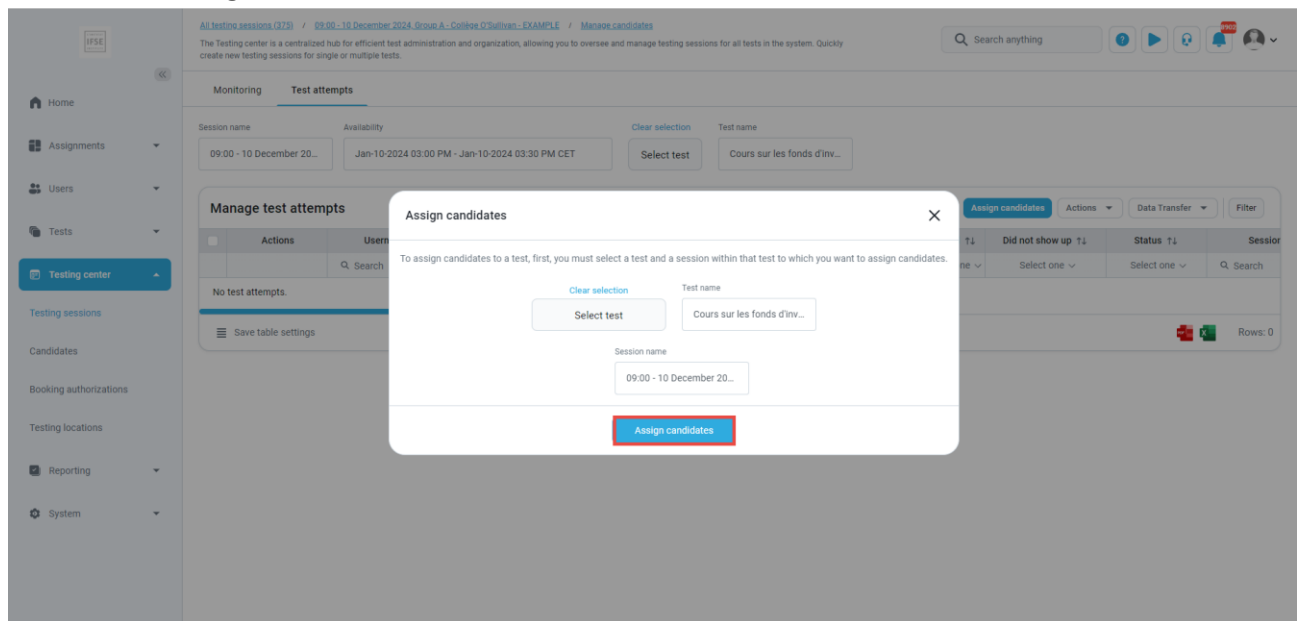 IFSE
All testing sessions (375) / 09:00 - 10 December 2024, Group A - Collège O'Sullivan - EXAMPLE / Manage candidates
The Testing center is a centralized hub for efficient test administration and organization, allowing you to oversee and manage testing sessions for all tests in the system. Quickly
create new testing sessions for single or multiple tests.
Search anything
Home
Assignments
Users
Tests
Testing center
Testing sessions
Candidates
Booking authorizations
Testing locations
Reporting
System
Monitoring Test attempts
Session name Availability Clear selection Test name
09:00 - 10 December 20... Jan-10-2024 03:00 PM - Jan-10-2024 03:30 PM CET Select test Cours sur les fonds d'inv...
Manage test attempts Assign candidates Actions Data Transfer Filter
Actions Usern Did not show up Status Session
Search ne Select one Select one Search
No test attempts.
Save table settings Rows: 0
Assign candidates
To assign candidates to a test, first, you must select a test and a session within that test to which you want to assign candidates.
Clear selection Test name
Select test Cours sur les fonds d'inv...
Session name
09:00 - 10 December 20...
Assign candidates